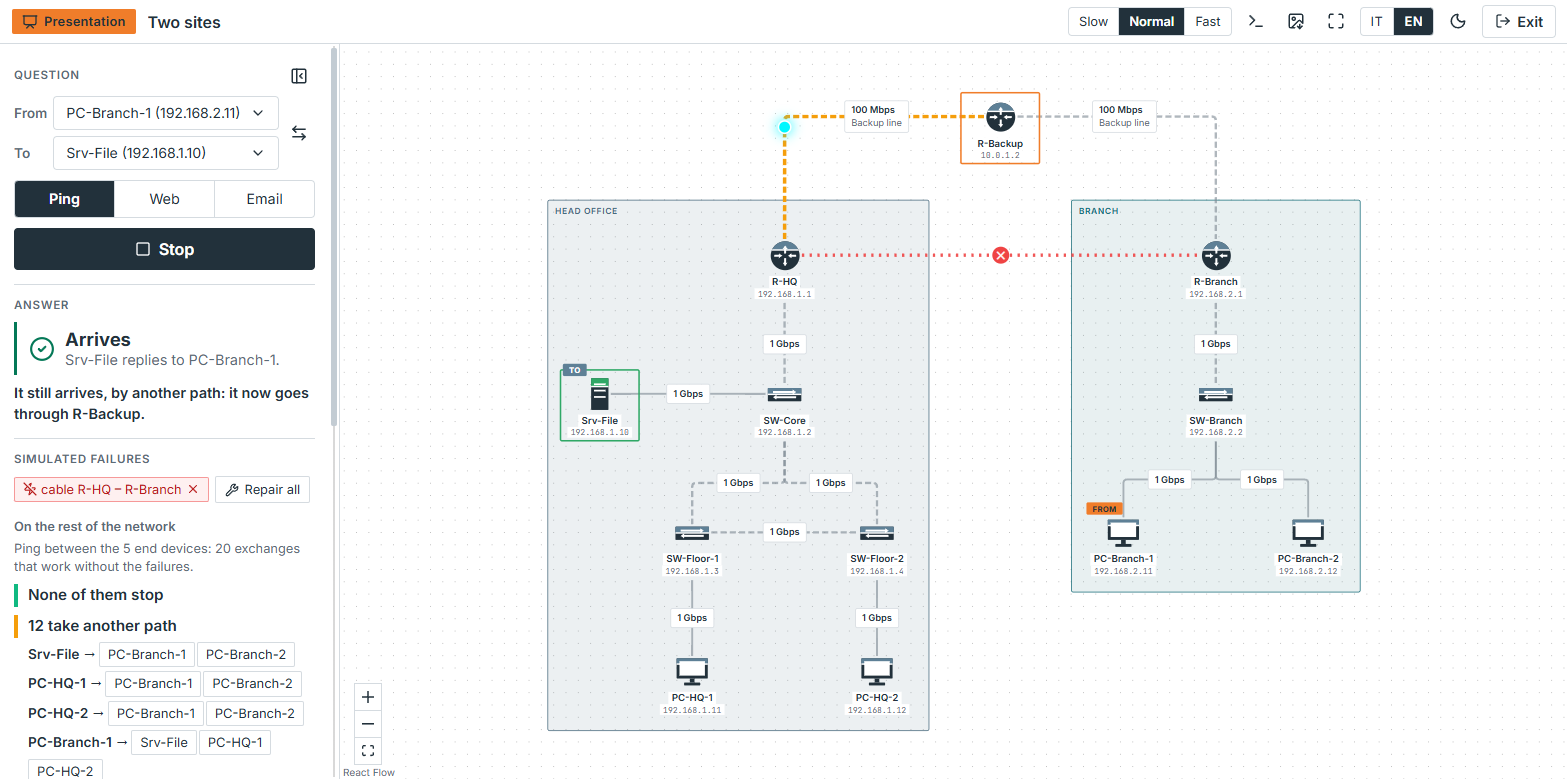 Presentation
Two sites
Slow
Normal
Fast
IT
EN
Exit
QUESTION
From
PC-Branch-1 (192.168.2.11)
To
Srv-File (192.168.1.10)
Ping
Web
Email
Stop
ANSWER
Arrives
Srv-File replies to PC-Branch-1.
It still arrives, by another path: it now goes
through R-Backup.
SIMULATED FAILURES
cable R-HQ – R-Branch
Repair all
On the rest of the network
Ping between the 5 end devices: 20 exchanges
that work without the failures.
None of them stop
12 take another path
Srv-File → PC-Branch-1 PC-Branch-2
PC-HQ-1 → PC-Branch-1 PC-Branch-2
PC-HQ-2 → PC-Branch-1 PC-Branch-2
PC-Branch-1 → Srv-File PC-HQ-1
PC-HQ-2
100 Mbps
Backup line
R-Backup
10.0.1.2
100 Mbps
Backup line
HEAD OFFICE
R-HQ
192.168.1.1
1 Gbps
TO
Srv-File
192.168.1.10
1 Gbps
SW-Core
192.168.1.2
1 Gbps
1 Gbps
1 Gbps
SW-Floor-1
192.168.1.3
SW-Floor-2
192.168.1.4
1 Gbps
1 Gbps
PC-HQ-1
192.168.1.11
PC-HQ-2
192.168.1.12
BRANCH
R-Branch
192.168.2.1
1 Gbps
SW-Branch
192.168.2.2
1 Gbps
1 Gbps
FROM
PC-Branch-1
192.168.2.11
PC-Branch-2
192.168.2.12
React Flow